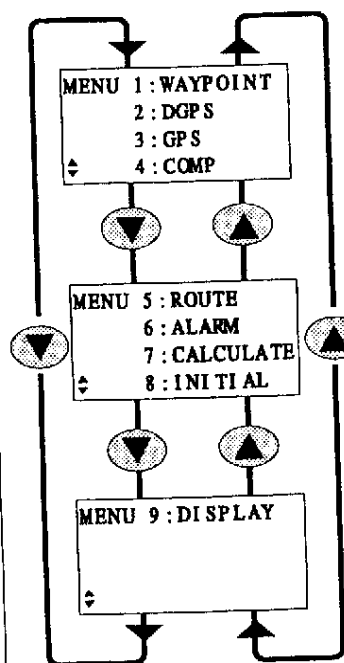 MENU 1:WAYPOINT
2:DGPS
3:GPS
4:COMP
MENU 5:ROUTE
6:ALARM
7:CALCULATE
8:INITIAL
MENU 9:DISPLAY